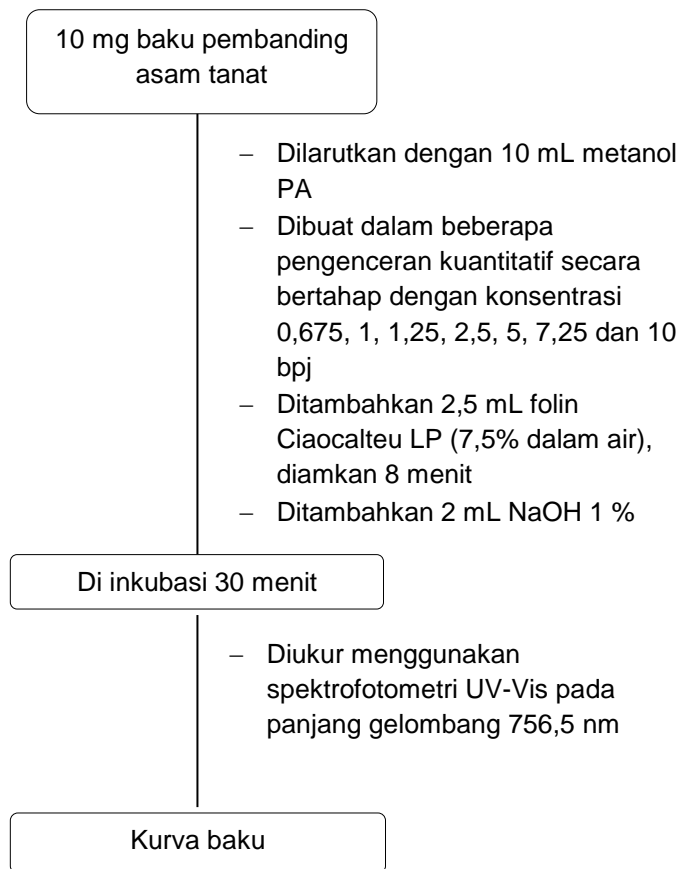 10 mg baku pembanding
asam tanat
– Dilarutkan dengan 10 mL metanol
PA
– Dibuat dalam beberapa
pengenceran kuantitatif secara
bertahap dengan konsentrasi
0,675, 1, 1,25, 2,5, 5, 7,25 dan 10
bpj
– Ditambahkan 2,5 mL folin
Ciaocalteu LP (7,5% dalam air),
diamkan 8 menit
– Ditambahkan 2 mL NaOH 1 %
Di inkubasi 30 menit
– Diukur menggunakan
spektrofotometri UV-Vis pada
panjang gelombang 756,5 nm
Kurva baku